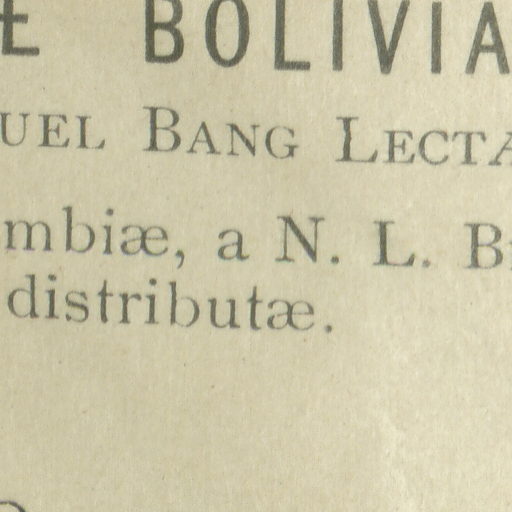 Æ BOLIVIA
UEL BANG LECTA
mbiæ, a N. L. B
distributæ.